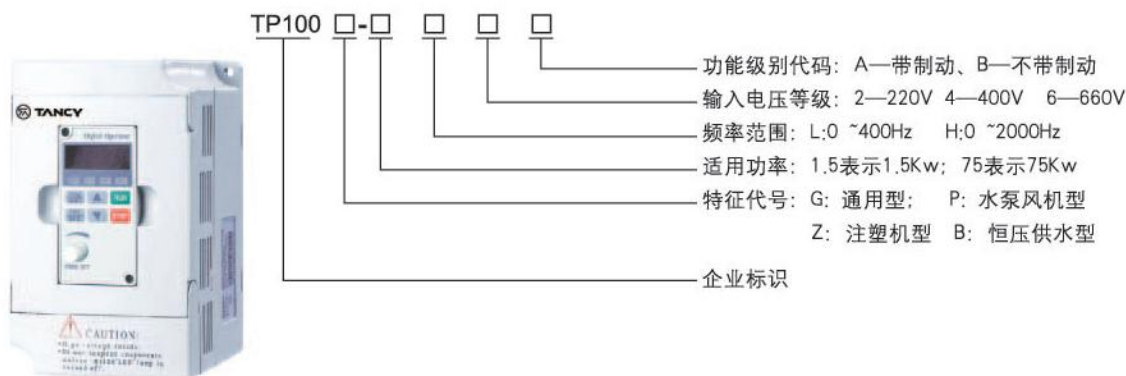 TP100 □-□ □ □ □
功能级别代码: A—带制动、B—不带制动
输入电压等级: 2—220V 4—400V 6—660V
频率范围: L:0 ~400Hz H:0 ~2000Hz
适用功率: 1.5表示1.5Kw; 75表示75Kw
特征代号: G: 通用型; P: 水泵风机型
Z: 注塑机型 B: 恒压供水型
企业标识
TANCY
Digital Operator
CAUTION: